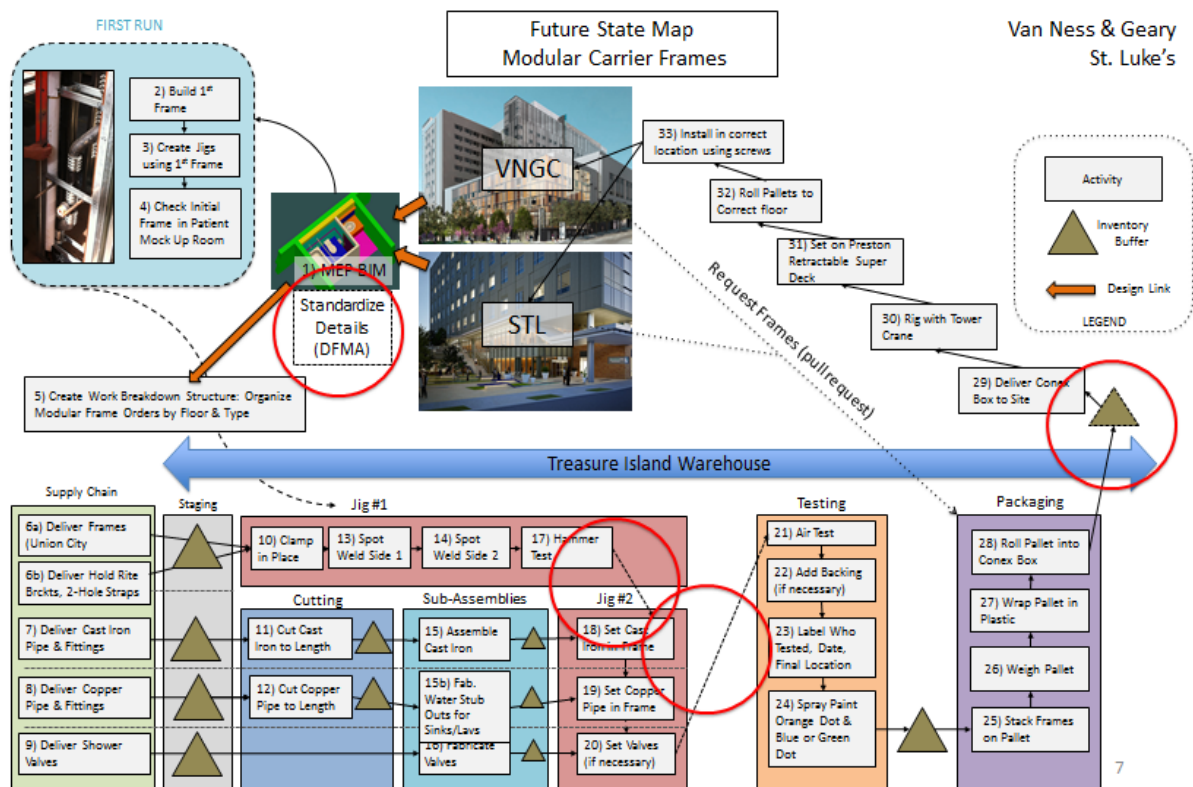 FIRST RUN
Future State Map
Modular Carrier Frames
Van Ness & Geary
St. Luke's
2) Build 1st
Frame
3) Create Jigs
using 1st Frame
4) Check Initial
Frame in Patient
Mock Up Room
1) MEP BIM
Standardize
Details
(DFMA)
VNGC
STL
33) Install in correct
location using screws
32) Roll Pallets to
Correct floor
31) Set on Preston
Retractable Super
Deck
30) Rig with Tower
Crane
29) Deliver Conex
Box to Site
Request Frames (pull request)
Activity
Inventory
Buffer
Design Link
LEGEND
5) Create Work Breakdown Structure: Organize
Modular Frame Orders by Floor & Type
Treasure Island Warehouse
Supply Chain
6a) Deliver Frames
(Union City
6b) Deliver Hold Rite
Brckts, 2-Hole Straps
7) Deliver Cast Iron
Pipe & Fittings
8) Deliver Copper
Pipe & Fittings
9) Deliver Shower
Valves
Staging
Jig #1
10) Clamp
in Place
13) Spot
Weld Side 1
14) Spot
Weld Side 2
17) Hammer
Test
Cutting
11) Cut Cast
Iron to Length
12) Cut Copper
Pipe to Length
Sub-Assemblies
15) Assemble
Cast Iron
15b) Fab.
Water Stub
Outs for
Sinks/Lavs
16) Fabricate
Valves
Jig #2
18) Set Cast
Iron in Frame
19) Set Copper
Pipe in Frame
20) Set Valves
(if necessary)
Testing
21) Air Test
22) Add Backing
(if necessary)
23) Label Who
Tested, Date,
Final Location
24) Spray Paint
Orange Dot &
Blue or Green
Dot
Packaging
28) Roll Pallet into
Conex Box
27) Wrap Pallet in
Plastic
26) Weigh Pallet
25) Stack Frames
on Pallet
7